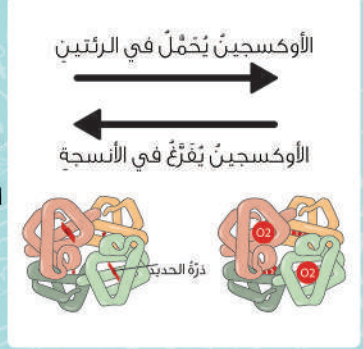 الأوكسجينُ يُحَمَّلُ في الرئتينِ
الأوكسجينُ يُفَرَّغُ في الأنسجةِ
O2
O2
ذرّةُ الحديدِ